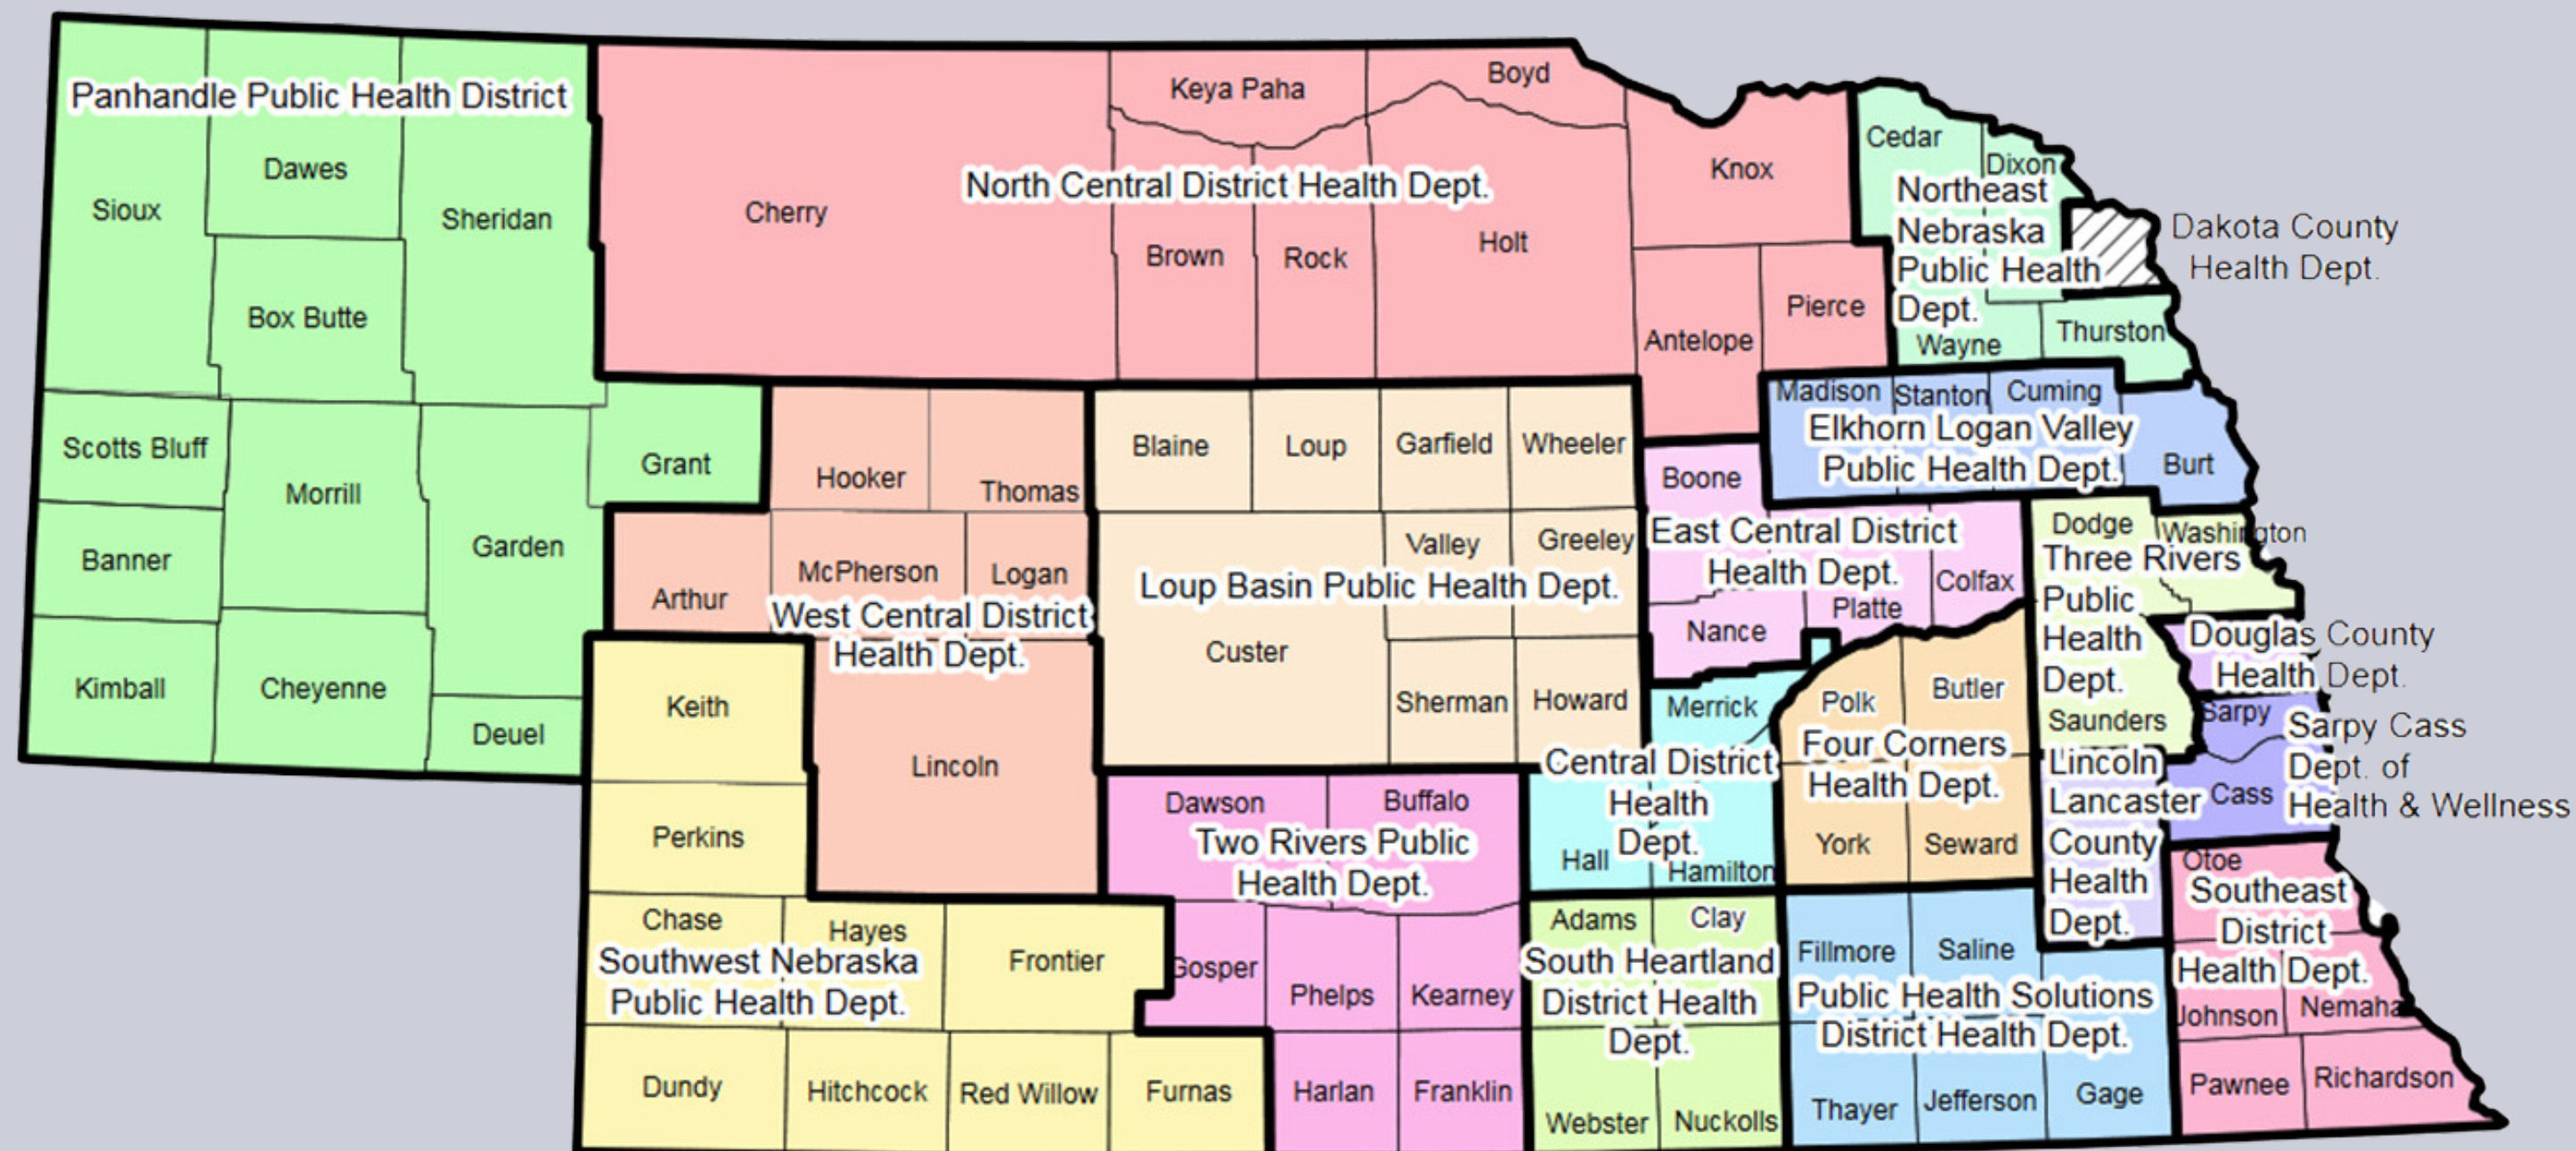 Panhandle Public Health District
Sioux
Dawes
Sheridan
Box Butte
Scotts Bluff
Morrill
Garden
Grant
Banner
Kimball
Cheyenne
Deuel
North Central District Health Dept.
Cherry
Keya Paha
Boyd
Brown
Rock
Holt
Knox
Antelope
Pierce
Cedar
Dixon
Northeast
Nebraska
Public Health
Dept.
Wayne
Thurston
Dakota County
Health Dept.
Hooker
Thomas
Arthur
McPherson
Logan
West Central District
Health Dept.
Lincoln
Blaine
Loup
Garfield
Wheeler
Valley
Greeley
Loup Basin Public Health Dept.
Custer
Sherman
Howard
Madison
Stanton
Cuming
Elkhorn Logan Valley
Public Health Dept.
Burt
Boone
East Central District
Health Dept.
Colfax
Platte
Nance
Dodge
Washington
Three Rivers
Public
Health
Dept.
Saunders
Douglas County
Health Dept.
Sarpy
Sarpy Cass
Dept. of
Health & Wellness
Cass
Keith
Perkins
Chase
Hayes
Frontier
Southwest Nebraska
Public Health Dept.
Dundy
Hitchcock
Red Willow
Furnas
Dawson
Buffalo
Two Rivers Public
Health Dept.
Gosper
Phelps
Kearney
Harlan
Franklin
Merrick
Central District
Health
Dept.
Hall
Hamilton
Polk
Butler
Four Corners
Health Dept.
York
Seward
Lincoln
Lancaster
County
Health
Dept.
Adams
Clay
South Heartland
District Health
Dept.
Webster
Nuckolls
Fillmore
Saline
Public Health Solutions
District Health Dept.
Thayer
Jefferson
Gage
Otoe
Southeast
District
Health Dept.
Johnson
Nemaha
Pawnee
Richardson